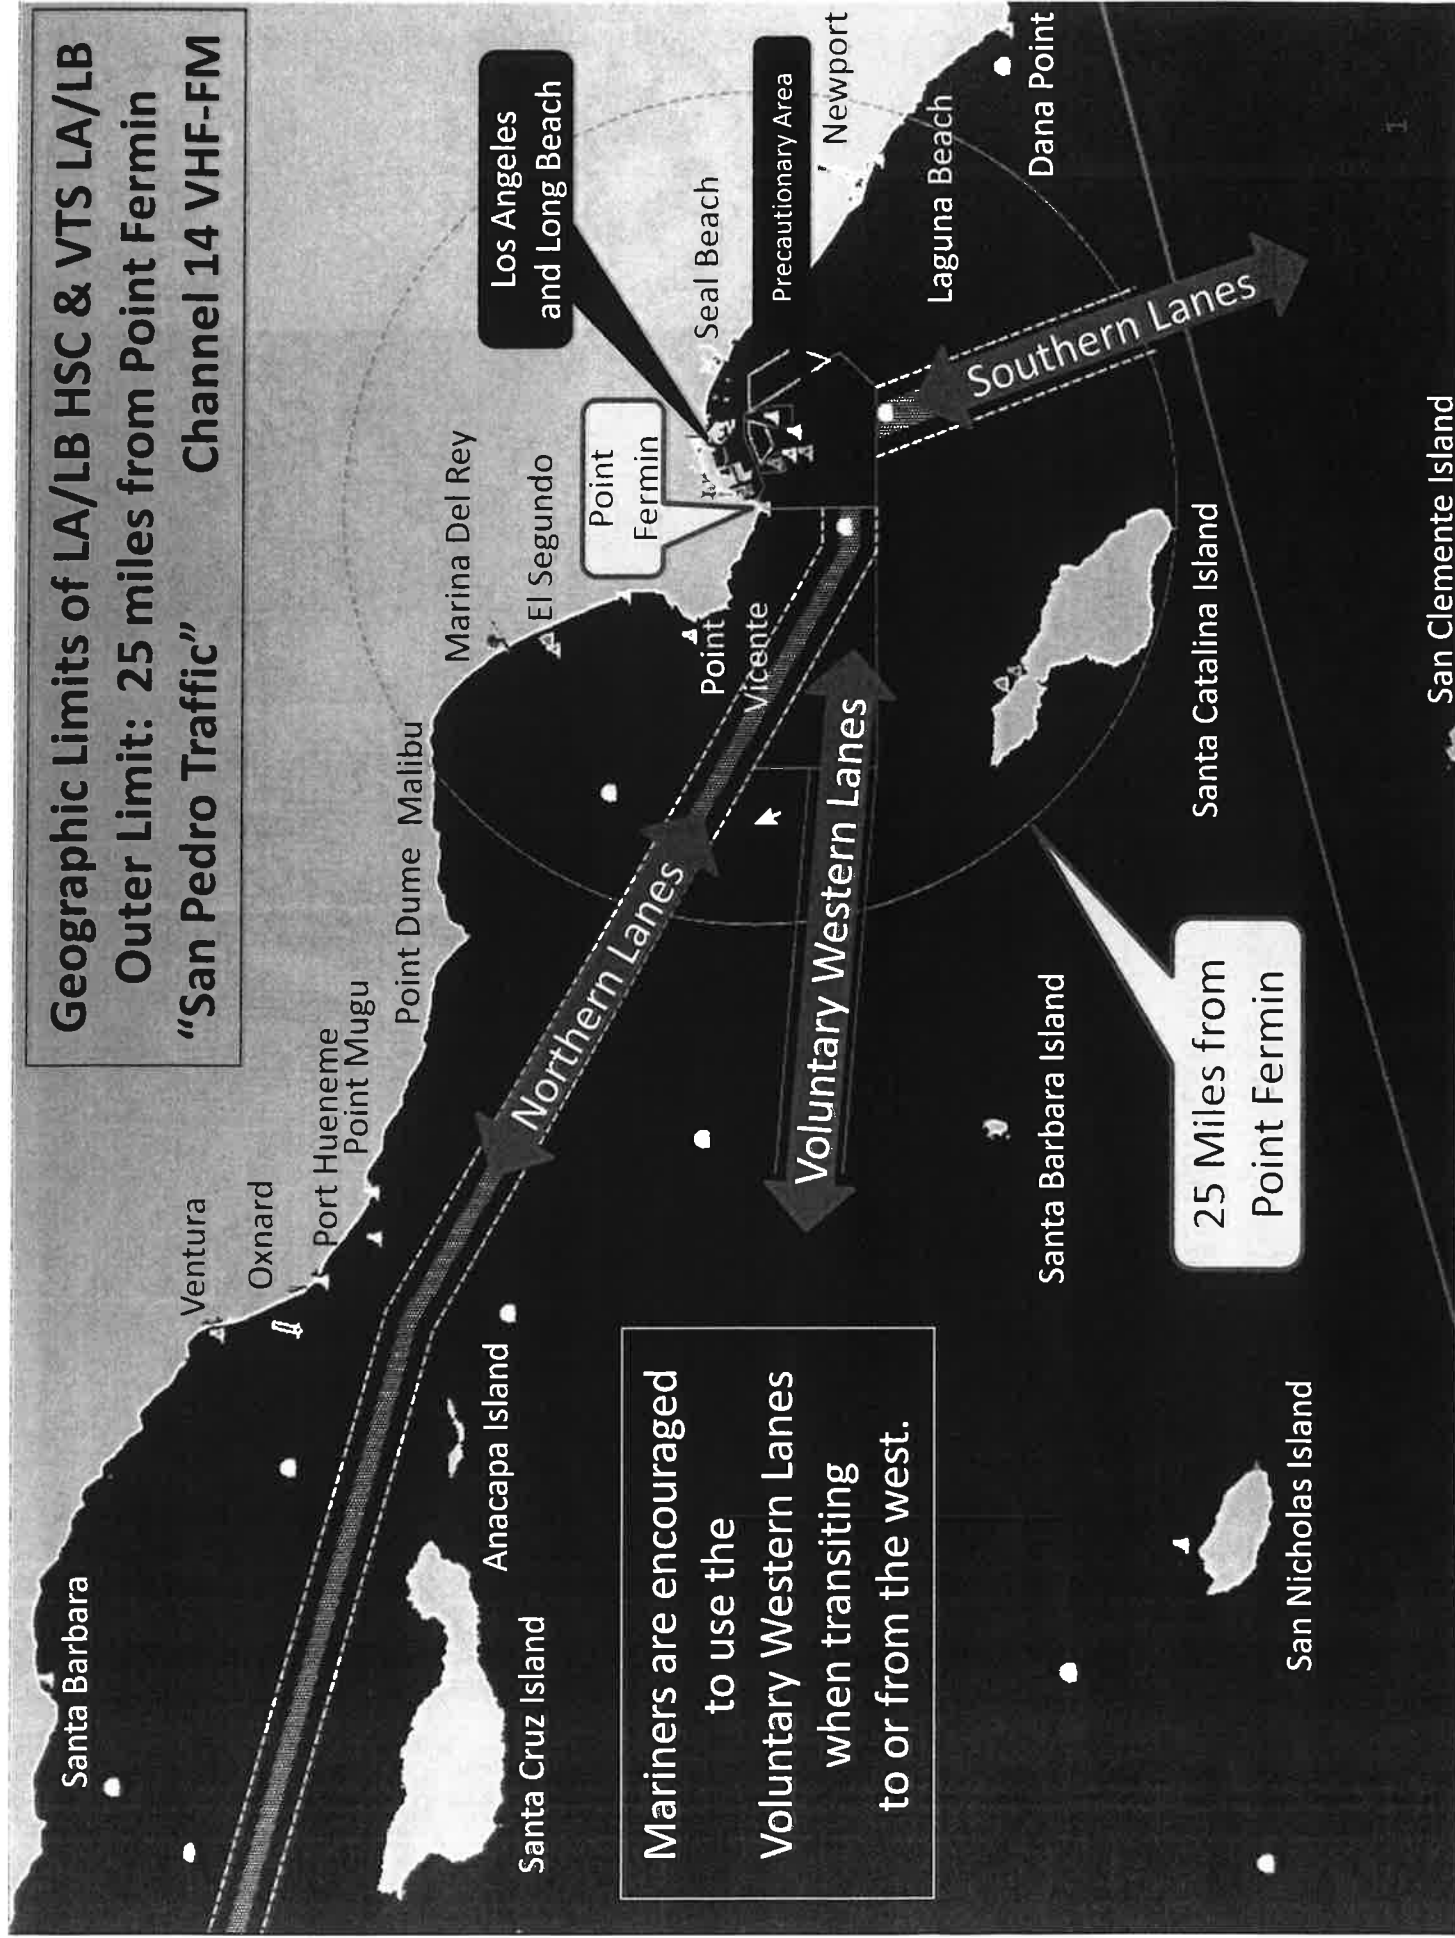 Geographic Limits of LA/LB HSC & VTS LA/LB
Outer Limit: 25 miles from Point Fermin
“San Pedro Traffic” Channel 14 VHF-FM
Santa Barbara
Ventura
Oxnard
Port Hueneme
Point Mugu
Point Dume
Malibu
Marina Del Rey
El Segundo
Los Angeles
and Long Beach
Point
Fermin
Seal Beach
Precautionary Area
Newport
Laguna Beach
Dana Point
Point
Vicente
Northern Lanes
Voluntary Western Lanes
Southern Lanes
Anacapa Island
Santa Cruz Island
Mariners are encouraged
to use the
Voluntary Western Lanes
when transiting
to or from the west.
Santa Barbara Island
Santa Catalina Island
25 Miles from
Point Fermin
San Nicholas Island
San Clemente Island
1